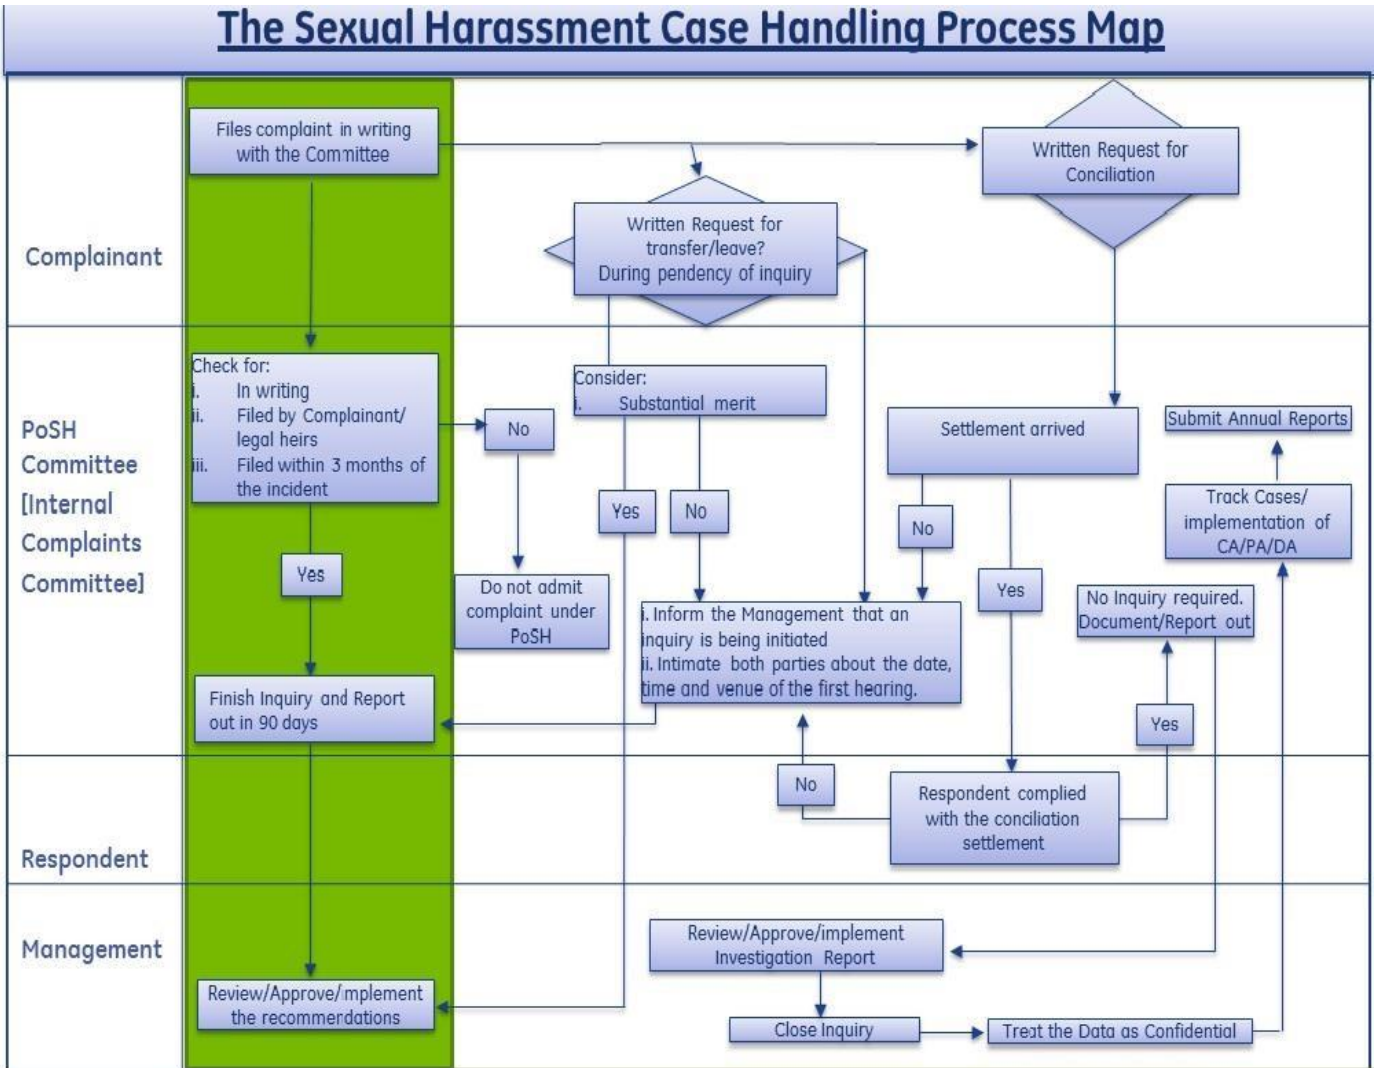 The Sexual Harassment Case Handling Process Map
Complainant
Files complaint in writing
with the Committee
Written Request for
transfer/leave?
During pendency of inquiry
Written Request for
Conciliation
PoSH
Committee
[Internal
Complaints
Committee]
Check for:
i. In writing
ii. Filed by Complainant/
legal heirs
iii. Filed within 3 months of
the incident
No
Do not admit
complaint under
PoSH
Yes
Finish Inquiry and Report
out in 90 days
Consider:
i. Substantial merit
Yes
No
i. Inform the Management that an
inquiry is being initiated
ii. Intimate both parties about the date,
time and venue of the first hearing.
Settlement arrived
No
Yes
Submit Annual Reports
Track Cases/
implementation of
CA/PA/DA
No Inquiry required.
Document/Report out
Yes
Respondent
No
Respondent complied
with the conciliation
settlement
Management
Review/Approve/implement
the recommerdations
Review/Approve/implement
Investigation Report
Close Inquiry
Treat the Data as Confidential